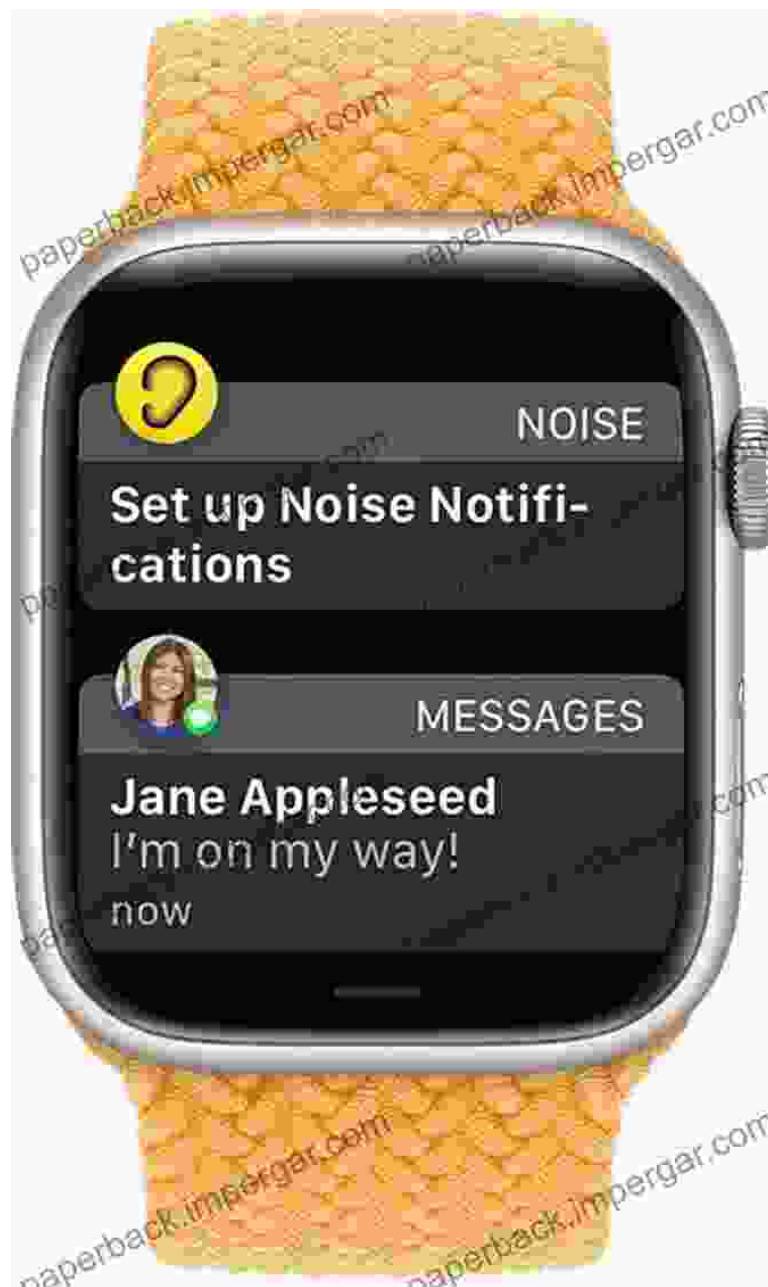 paperback.impergar.com
paperback.impergar.com
NOISE
Set up Noise Notifi-
cations
MESSAGES
Jane Appleseed
I'm on my way!
now
paperback.impergar.com
paperback.impergar.com